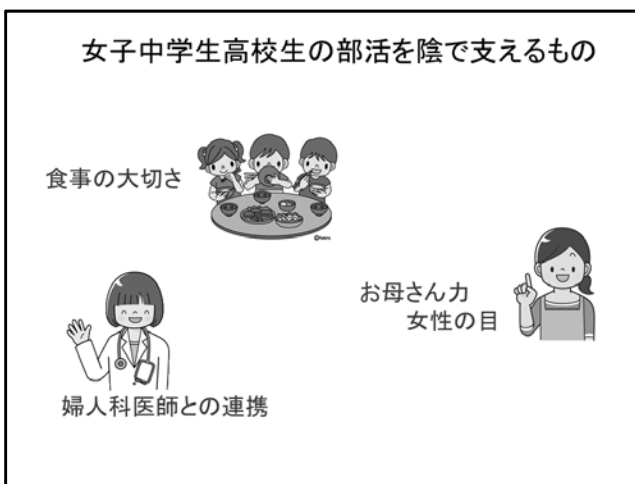 女子中学生高校生の部活を陰で支えるもの
食事の大切さ
お母さん力
女性の目
婦人科医師との連携